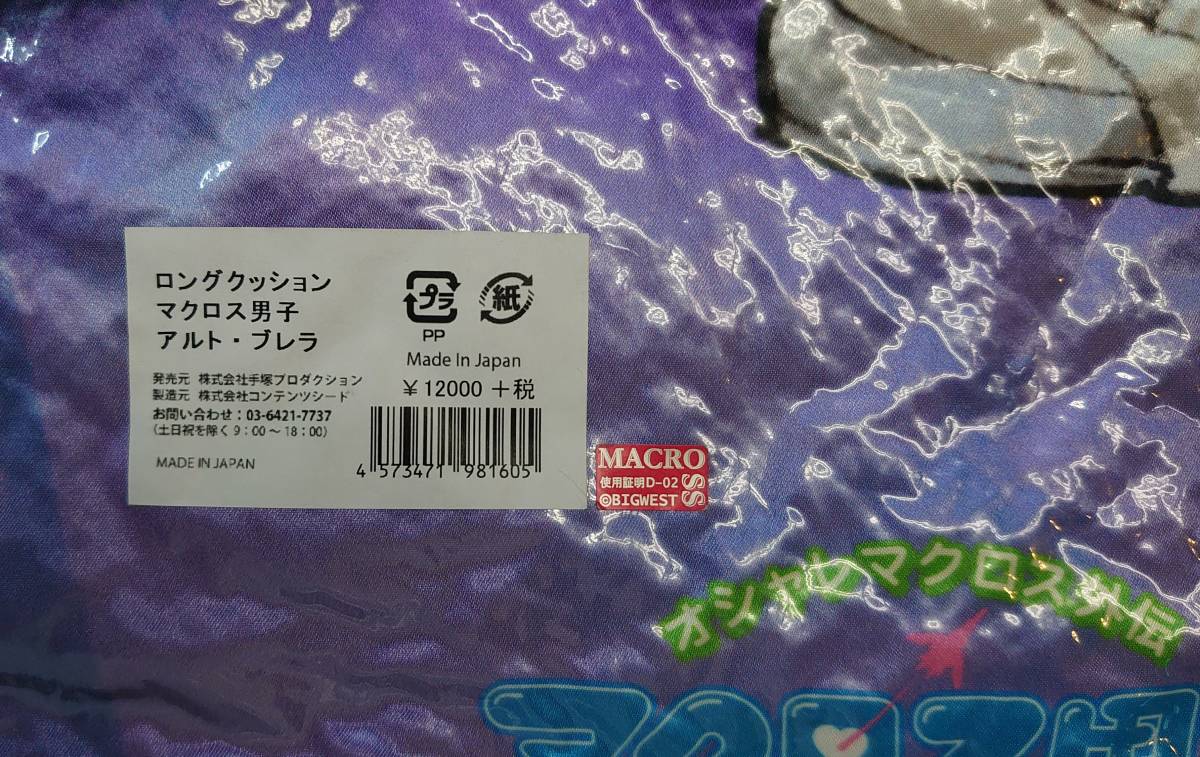 ロングクッション
マクロス男子
アルト・ブレラ
発売元 株式会社手塚プロダクション
製造元 株式会社コンテンツシード
お問い合わせ:03-6421-7737
(土日祝を除く9:00~18:00)
MADE IN JAPAN
プラ
紙
PP
Made In Japan
¥12000 +税
4 573471 981605
MACROSS
使用証明D-02
©BIGWEST
オシャレマクロス外伝
マクロス